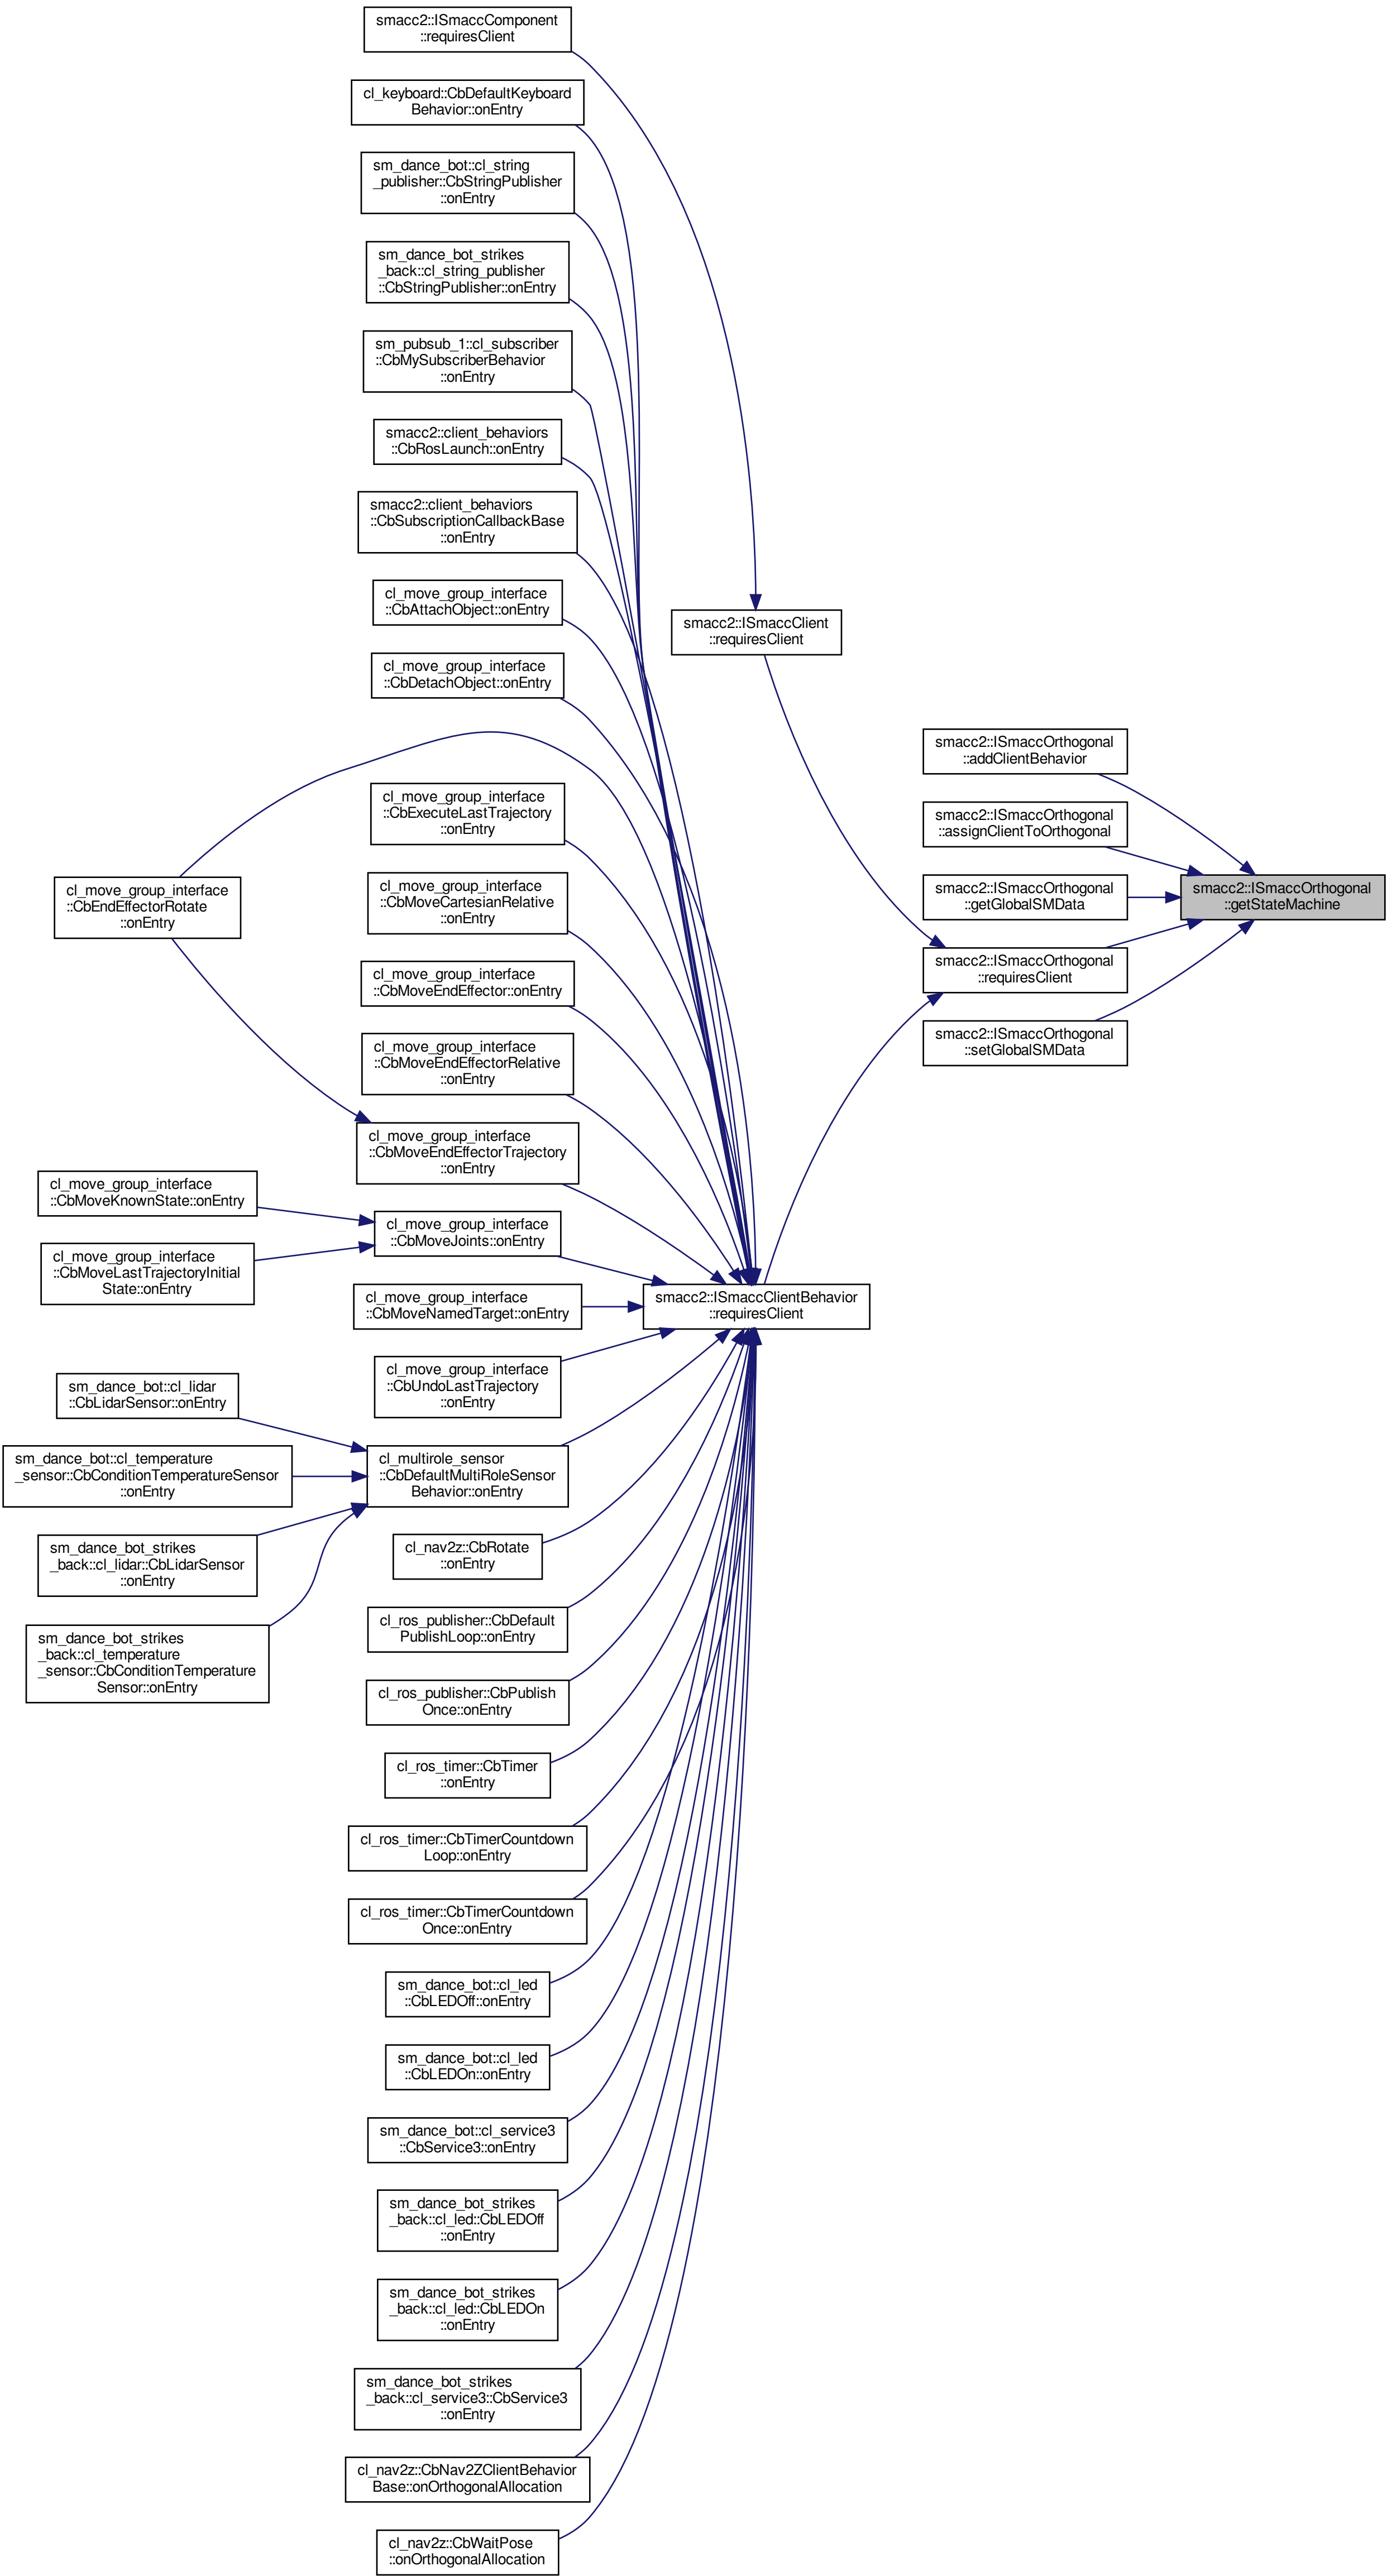 smacc2::ISmaccComponent
::requiresClient
cl_keyboard::CbDefaultKeyboard
Behavior::onEntry
sm_dance_bot::cl_string
_publisher::CbStringPublisher
::onEntry
sm_dance_bot_strikes
_back::cl_string_publisher
::CbStringPublisher::onEntry
sm_pubsub_1::cl_subscriber
::CbMySubscriberBehavior
::onEntry
smacc2::client_behaviors
::CbRosLaunch::onEntry
smacc2::client_behaviors
::CbSubscriptionCallbackBase
::onEntry
cl_move_group_interface
::CbAttachObject::onEntry
cl_move_group_interface
::CbDetachObject::onEntry
cl_move_group_interface
::CbExecuteLastTrajectory
::onEntry
cl_move_group_interface
::CbEndEffectorRotate
::onEntry
cl_move_group_interface
::CbMoveCartesianRelative
::onEntry
cl_move_group_interface
::CbMoveEndEffector::onEntry
cl_move_group_interface
::CbMoveEndEffectorRelative
::onEntry
cl_move_group_interface
::CbMoveEndEffectorTrajectory
::onEntry
cl_move_group_interface
::CbMoveKnownState::onEntry
cl_move_group_interface
::CbMoveLastTrajectoryInitial
State::onEntry
cl_move_group_interface
::CbMoveJoints::onEntry
cl_move_group_interface
::CbMoveNamedTarget::onEntry
cl_move_group_interface
::CbUndoLastTrajectory
::onEntry
sm_dance_bot::cl_lidar
::CbLidarSensor::onEntry
sm_dance_bot::cl_temperature
_sensor::CbConditionTemperatureSensor
::onEntry
sm_dance_bot_strikes
_back::cl_lidar::CbLidarSensor
::onEntry
sm_dance_bot_strikes
_back::cl_temperature
_sensor::CbConditionTemperature
Sensor::onEntry
cl_multirole_sensor
::CbDefaultMultiRoleSensor
Behavior::onEntry
cl_nav2z::CbRotate
::onEntry
cl_ros_publisher::CbDefault
PublishLoop::onEntry
cl_ros_publisher::CbPublish
Once::onEntry
cl_ros_timer::CbTimer
::onEntry
cl_ros_timer::CbTimerCountdown
Loop::onEntry
cl_ros_timer::CbTimerCountdown
Once::onEntry
sm_dance_bot::cl_led
::CbLEDOff::onEntry
sm_dance_bot::cl_led
::CbLEDOn::onEntry
sm_dance_bot::cl_service3
::CbService3::onEntry
sm_dance_bot_strikes
_back::cl_led::CbLEDOff
::onEntry
sm_dance_bot_strikes
_back::cl_led::CbLEDOn
::onEntry
sm_dance_bot_strikes
_back::cl_service3::CbService3
::onEntry
cl_nav2z::CbNav2ZClientBehavior
Base::onOrthogonalAllocation
cl_nav2z::CbWaitPose
::onOrthogonalAllocation
smacc2::ISmaccClient
::requiresClient
smacc2::ISmaccClientBehavior
::requiresClient
smacc2::ISmaccOrthogonal
::addClientBehavior
smacc2::ISmaccOrthogonal
::assignClientToOrthogonal
smacc2::ISmaccOrthogonal
::getGlobalSMData
smacc2::ISmaccOrthogonal
::requiresClient
smacc2::ISmaccOrthogonal
::setGlobalSMData
smacc2::ISmaccOrthogonal
::getStateMachine